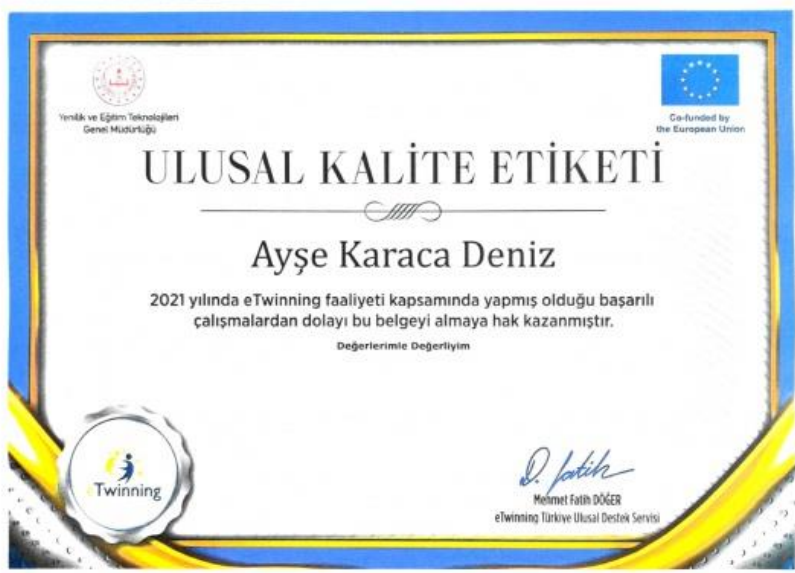 Yenilik ve Eğitim Teknolojileri
Genel Müdürlüğü
Co-funded by
the European Union
ULUSAL KALİTE ETİKETİ
Ayşe Karaca Deniz
2021 yılında eTwinning faaliyeti kapsamında yapmış olduğu başarılı
çalışmalardan dolayı bu belgeyi almaya hak kazanmıştır.
Değerlerimle Değerliyim
eTwinning
D. fatih
Mehmet Fatih DÖĞER
eTwinning Türkiye Ulusal Destek Servisi